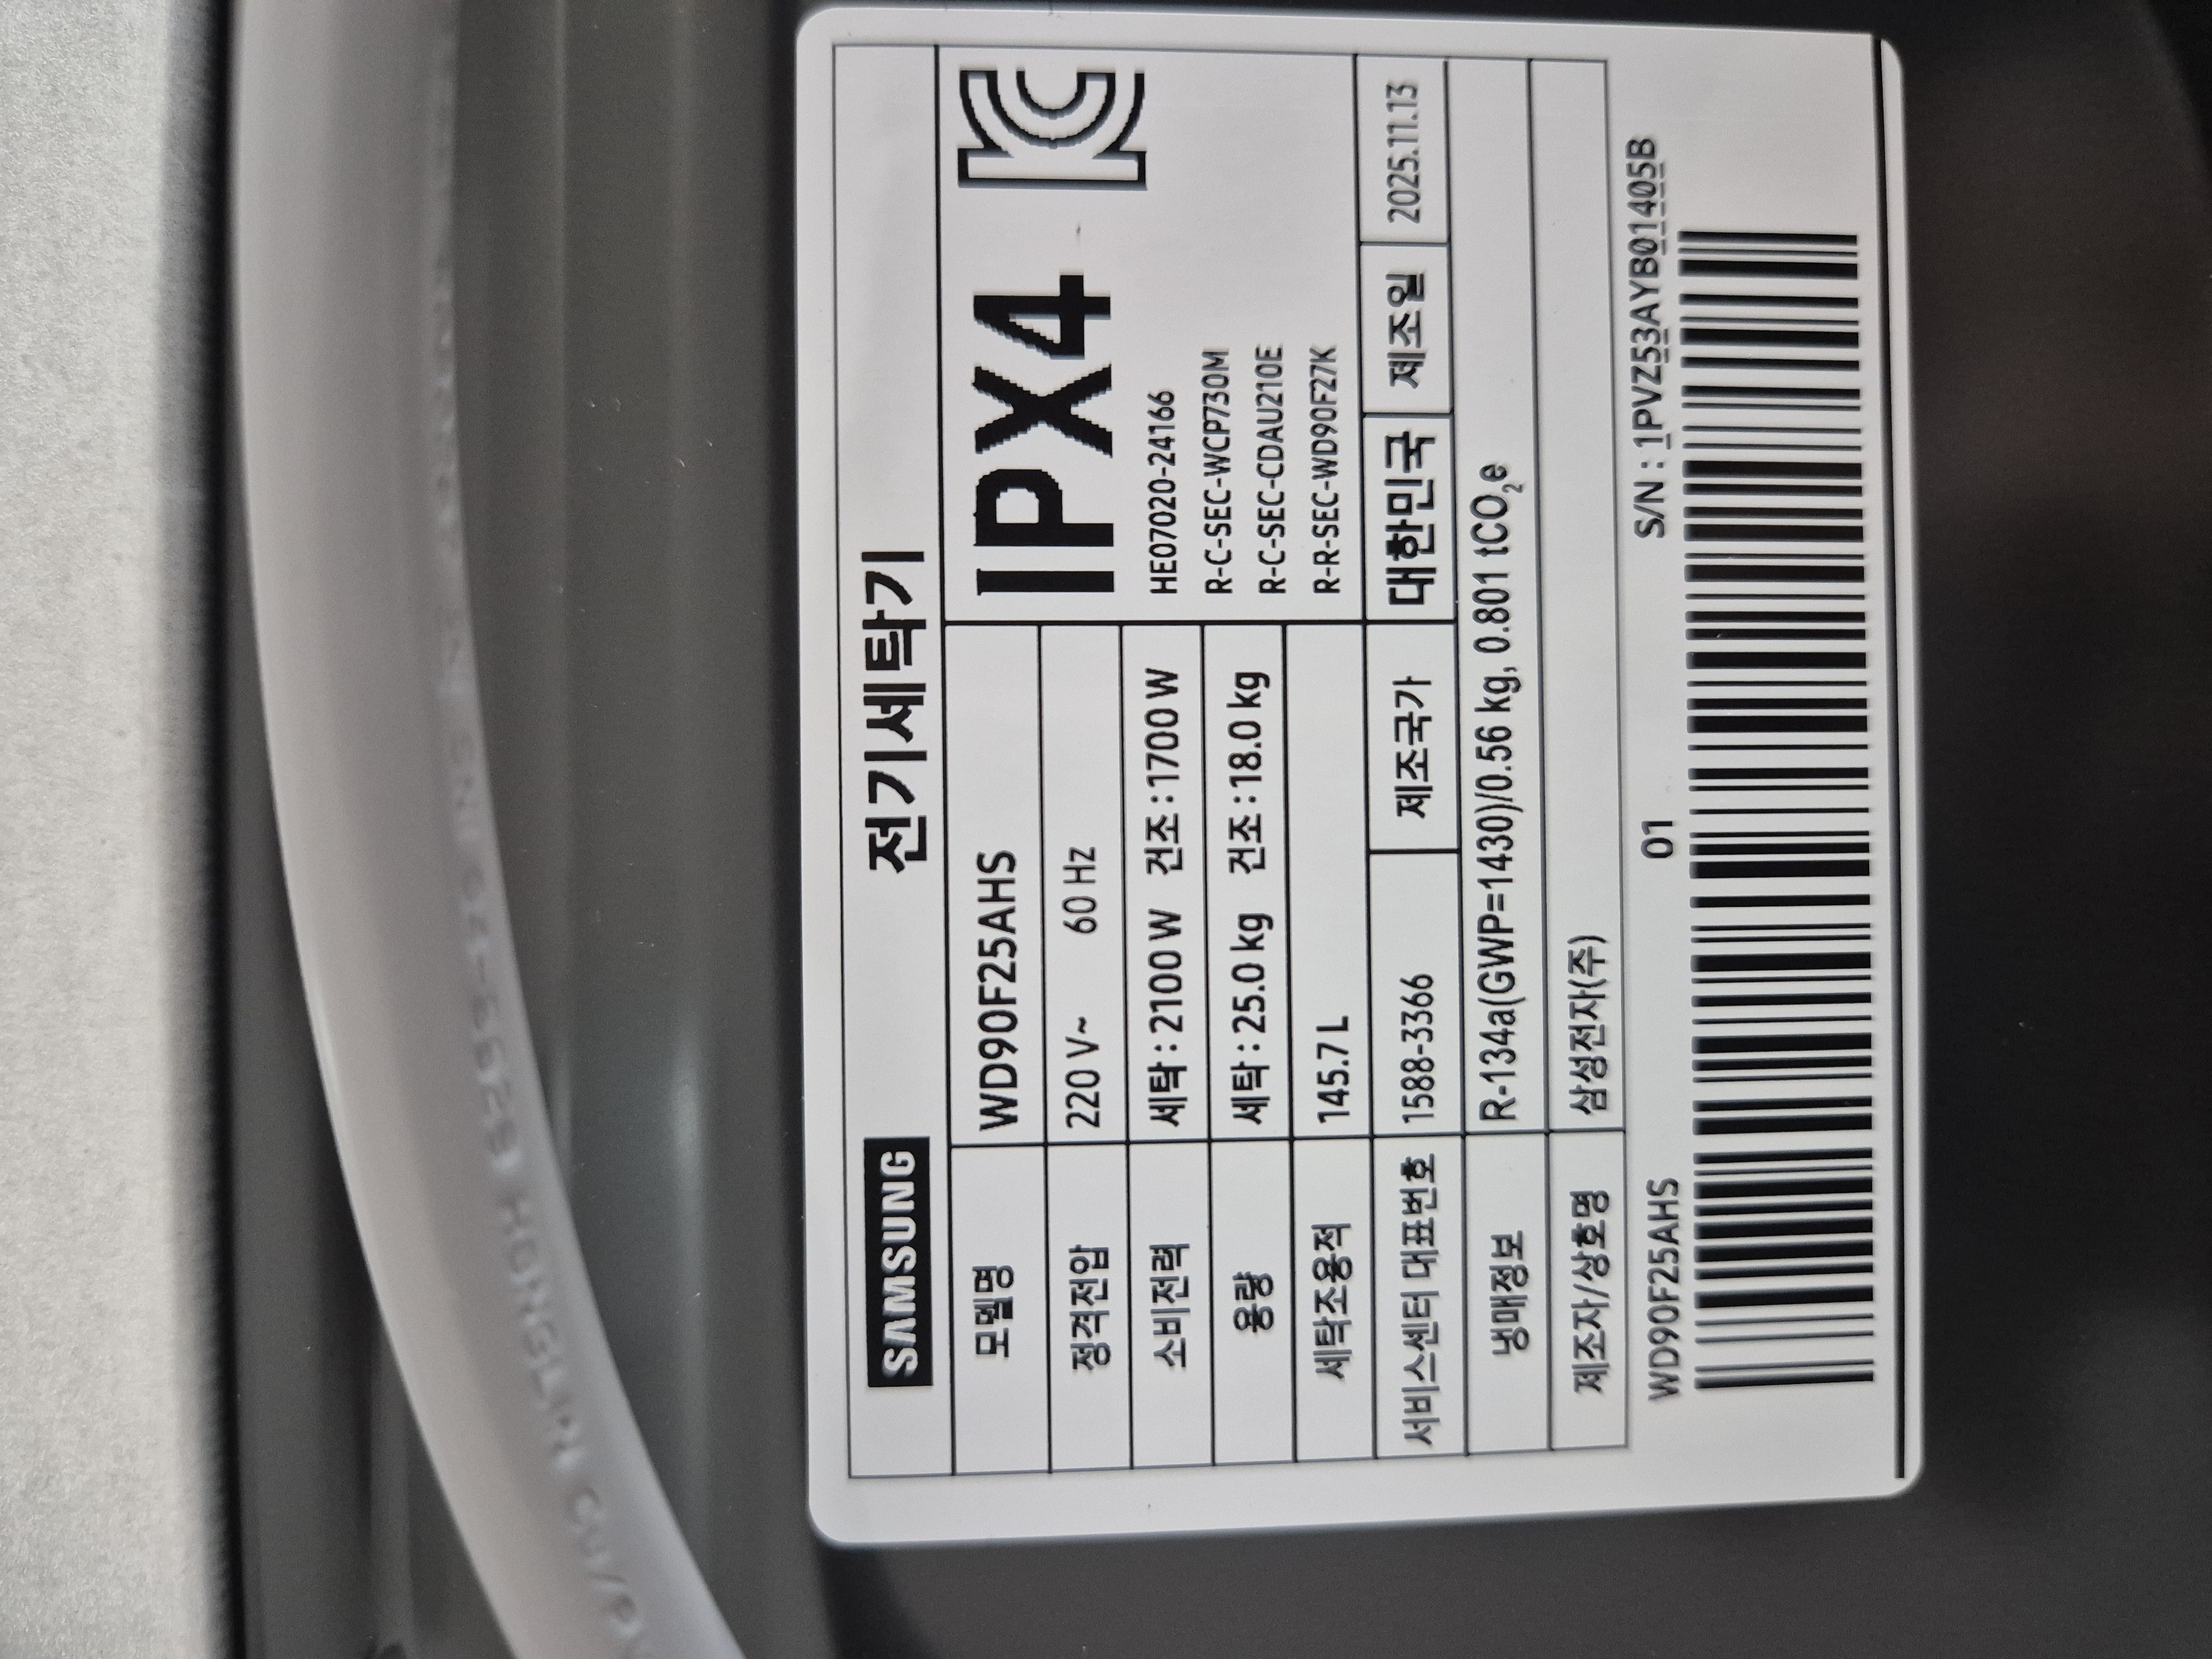 SAMSUNG 전기세탁기
모델명 WD90F25AHS
정격전압 220 V~ 60 Hz
소비전력 세탁 : 2100 W 건조 : 1700 W
용량 세탁 : 25.0 kg 건조 : 18.0 kg
세탁조용적 145.7 L
IPX4
HE07020-24166
R-C-SEC-WCP730M
R-C-SEC-CDAU210E
R-R-SEC-WD90F27K
서비스센터 대표번호 1588-3366 제조국가 대한민국 제조일 2025.11.13
냉매정보 R-134a(GWP=1430)/0.56 kg, 0.801 tCO₂e
제조자/상호명 삼성전자(주)
WD90F25AHS 01 S/N : 1PVZ53AYB01405B